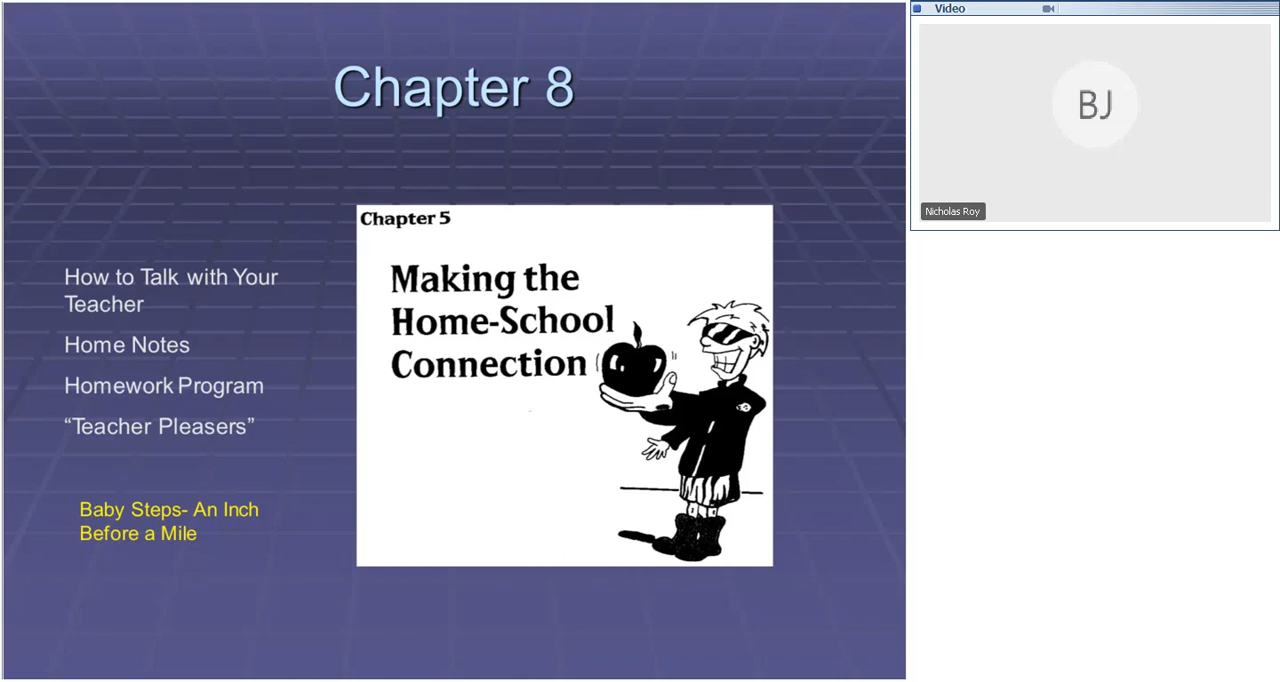 Chapter 8
Chapter 5
Making the
Home-School
Connection
How to Talk with Your
Teacher
Home Notes
Homework Program
“Teacher Pleasers”
Baby Steps- An Inch
Before a Mile
Video
BJ
Nicholas Roy